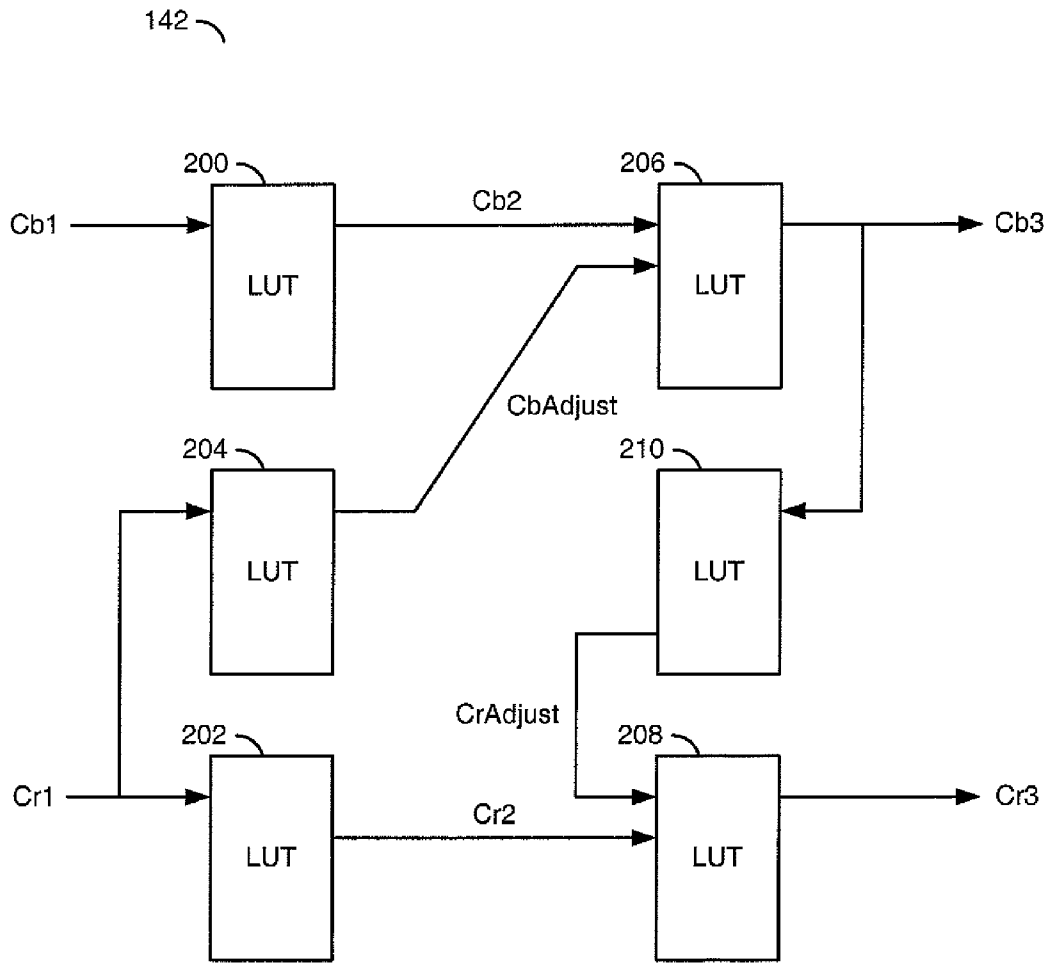 142
200
206
Cb1
Cb2
Cb3
LUT
LUT
CbAdjust
204
210
LUT
LUT
CrAdjust
202
208
Cr1
Cr2
Cr3
LUT
LUT